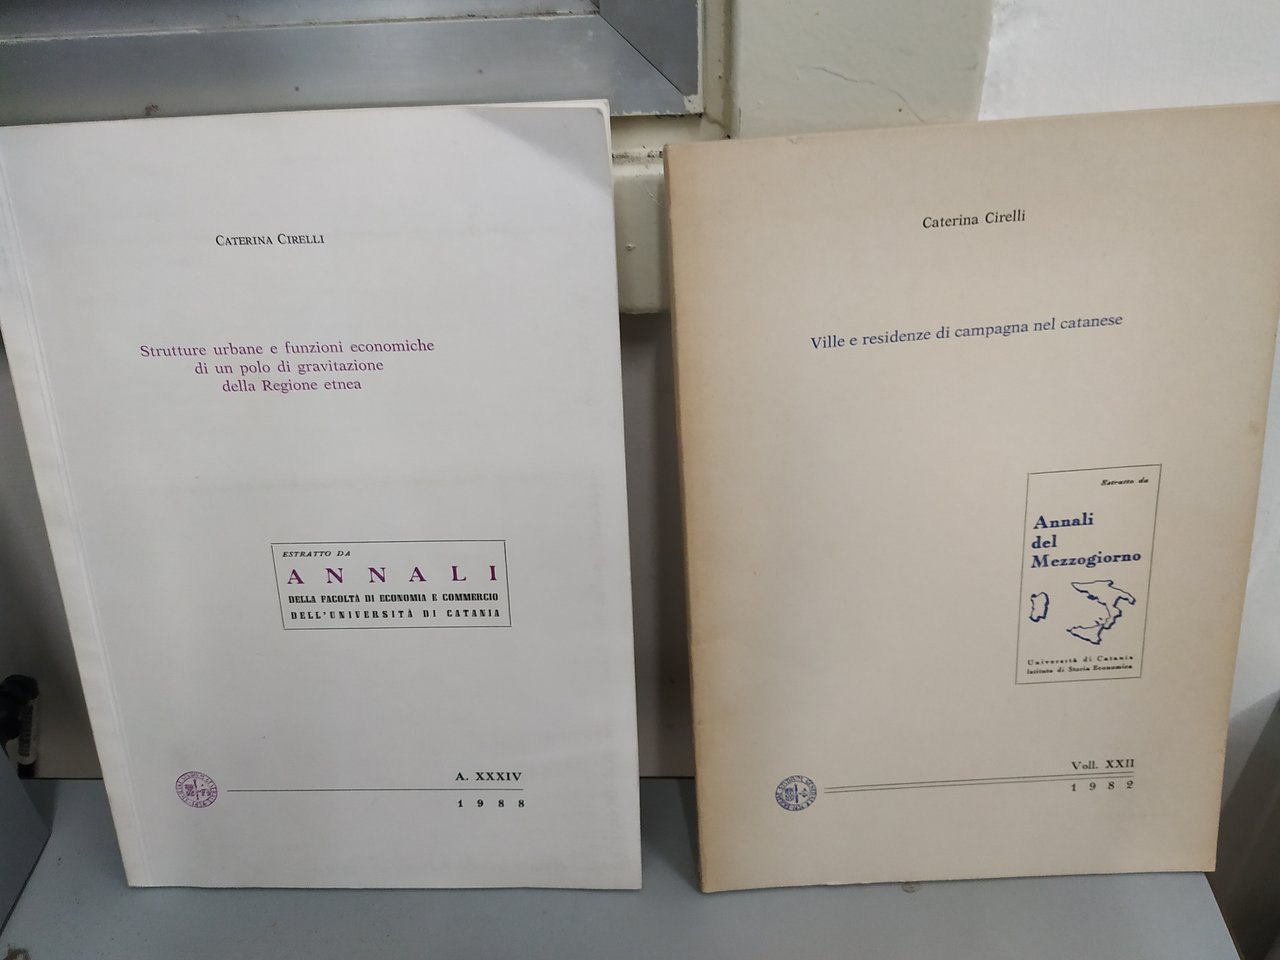 CATERINA CIRELLI
Strutture urbane e funzioni economiche
di un polo di gravitazione
della Regione etnea
ESTRATTO DA
ANNALI
DELLA FACOLTÀ DI ECONOMIA E COMMERCIO
DELL'UNIVERSITÀ DI CATANIA
A. XXXIV
1988
Caterina Cirelli
Ville e residenze di campagna nel catanese
Estratto da
Annali
del
Mezzogiorno
Università di Catania
Istituto di Storia Economica
Voll. XXII
1982